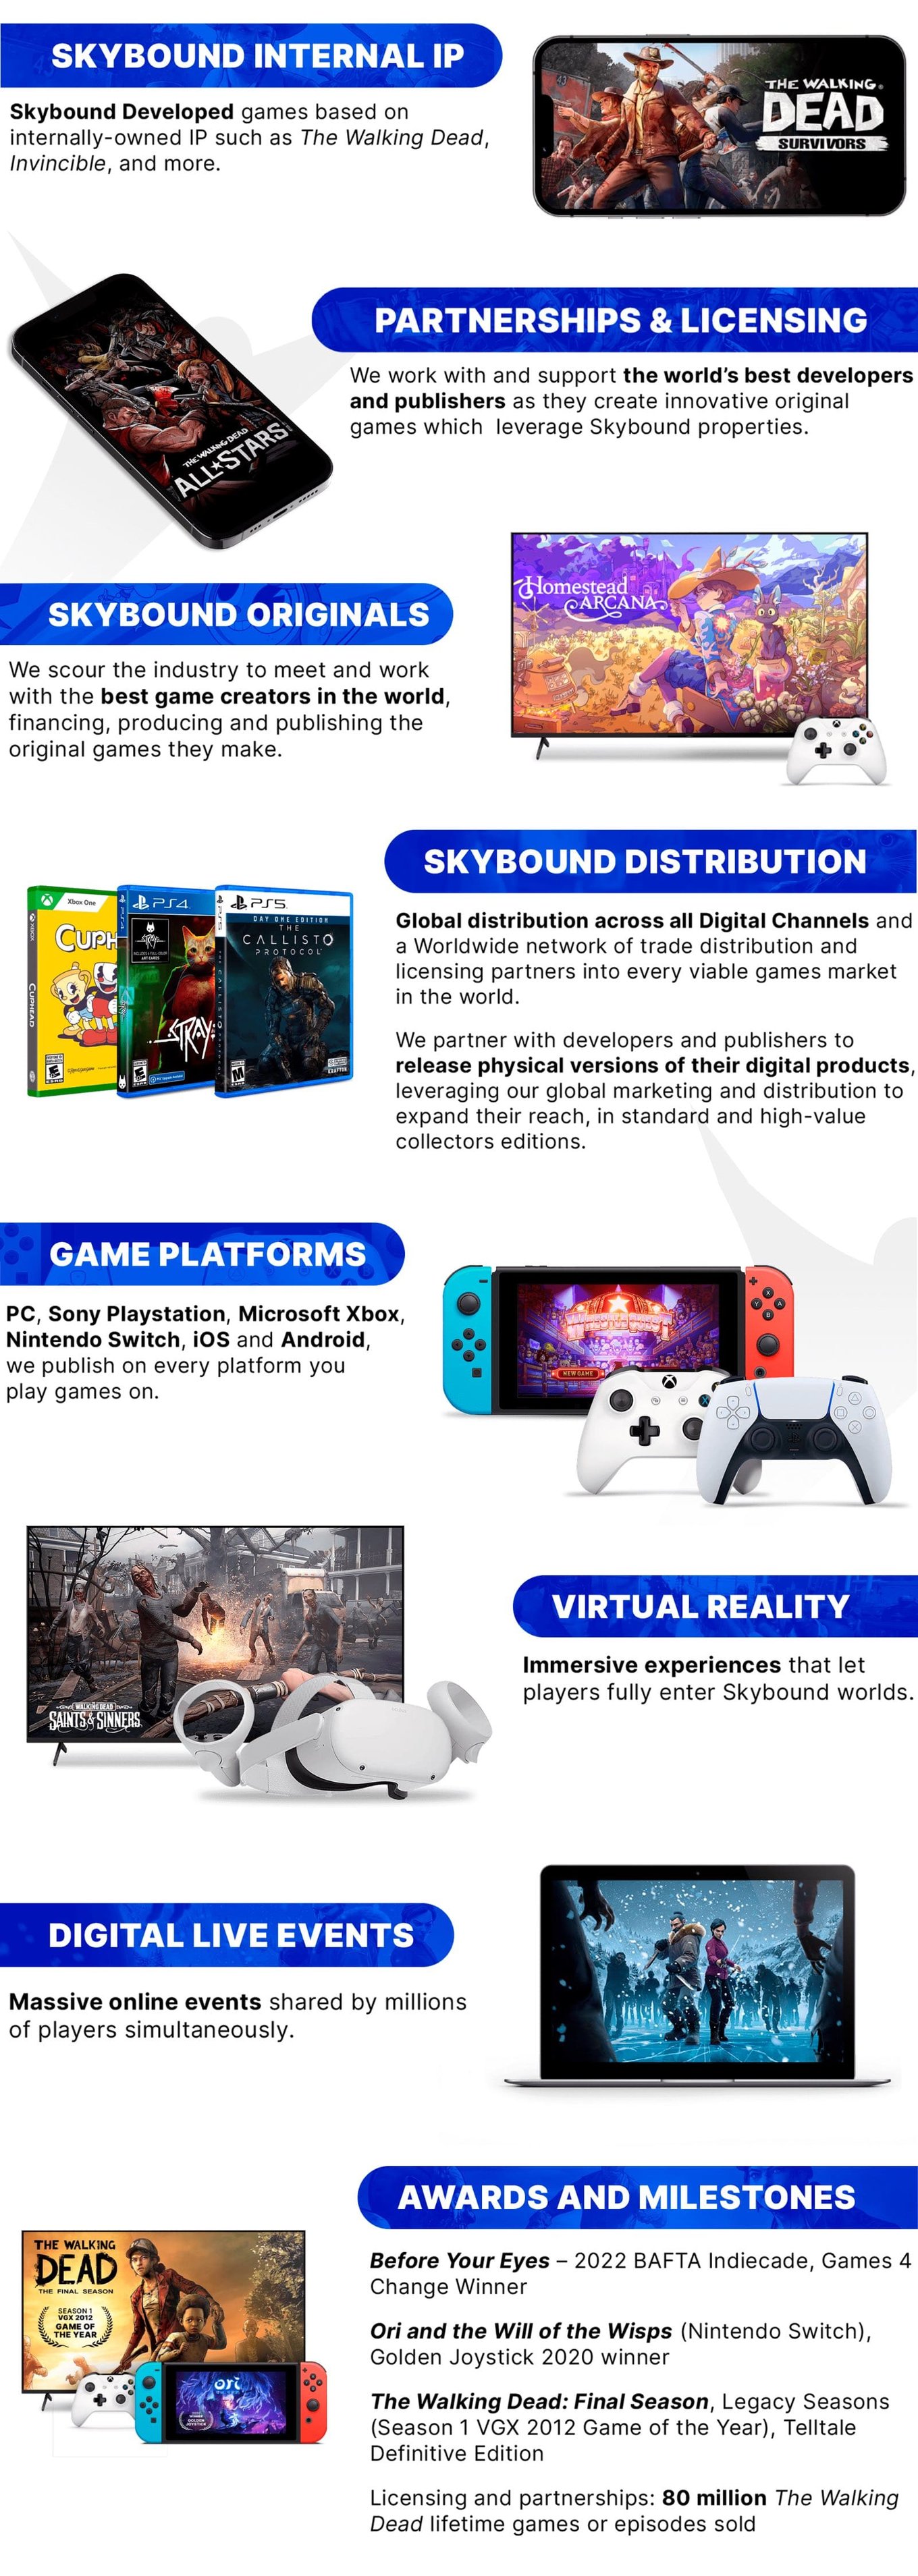 SKYBOUND INTERNAL IP
Skybound Developed games based on
internally-owned IP such as The Walking Dead,
Invincible, and more.
THE WALKING
DEAD
SURVIVORS
PARTNERSHIPS & LICENSING
We work with and support the world's best developers
and publishers as they create innovative original
games which leverage Skybound properties.
THE WALKING DEAD
ALL★STARS
Homestead
ARCANA
SKYBOUND ORIGINALS
We scour the industry to meet and work
with the best game creators in the world,
financing, producing and publishing the
original games they make.
SKYBOUND DISTRIBUTION
Global distribution across all Digital Channels and
a Worldwide network of trade distribution and
licensing partners into every viable games market
in the world.
We partner with developers and publishers to
release physical versions of their digital products,
leveraging our global marketing and distribution to
expand their reach, in standard and high-value
collectors editions.
Xbox One
XBOX
CUPH
CUPHEAD
PS4
STRAY
PS5
DAY ONE EDITION
THE
CALLISTO
PROTOCOL
KRAFTON
GAME PLATFORMS
PC, Sony Playstation, Microsoft Xbox,
Nintendo Switch, iOS and Android,
we publish on every platform you
play games on.
NEW GAME
VIRTUAL REALITY
Immersive experiences that let
players fully enter Skybound worlds.
THE WALKING DEAD
SAINTS & SINNERS
DIGITAL LIVE EVENTS
Massive online events shared by millions
of players simultaneously.
AWARDS AND MILESTONES
Before Your Eyes – 2022 BAFTA Indiecade, Games 4
Change Winner
Ori and the Will of the Wisps (Nintendo Switch),
Golden Joystick 2020 winner
The Walking Dead: Final Season, Legacy Seasons
(Season 1 VGX 2012 Game of the Year), Telltale
Definitive Edition
Licensing and partnerships: 80 million The Walking
Dead lifetime games or episodes sold
THE WALKING
DEAD
THE FINAL SEASON
SEASON 1
VGX 2012
GAME OF
THE YEAR
ori
WINNER
GOLDEN
JOYSTICK